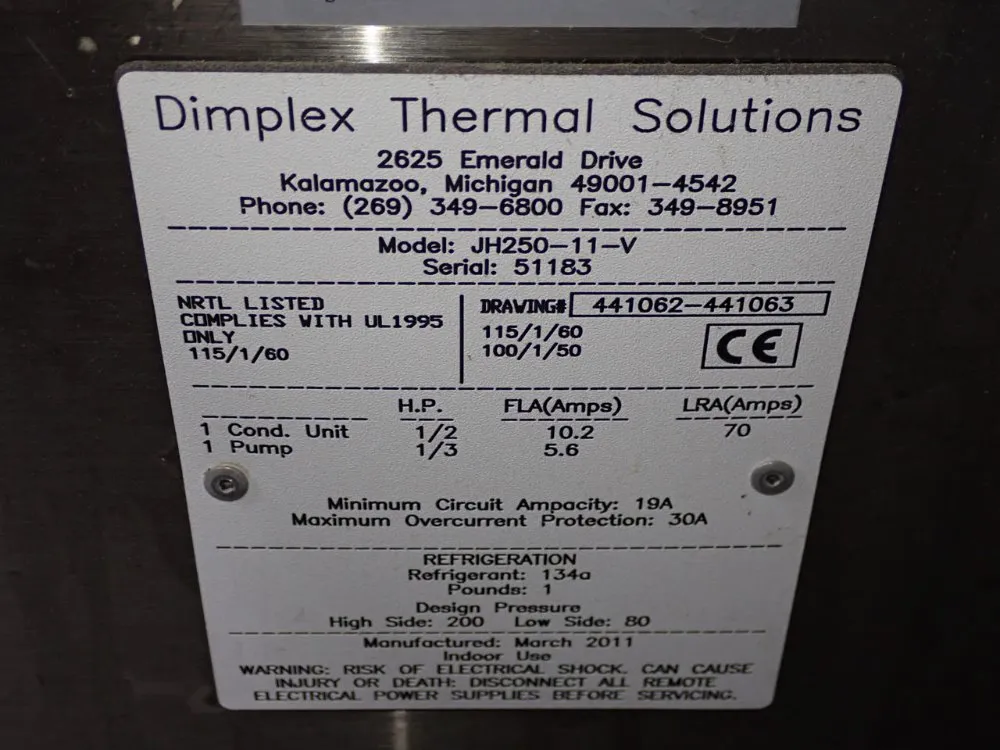 Dimplex Thermal Solutions
2625 Emerald Drive
Kalamazoo, Michigan 49001-4542
Phone: (269) 349-6800 Fax: 349-8951
Model: JH250-11-V
Serial: 51183
NRTL LISTED
COMPLIES WITH UL1995
ONLY
115/1/60
DRAWING# 441062-441063
115/1/60
100/1/50
CE
H.P. FLA(Amps) LRA(Amps)
1 Cond. Unit 1/2 10.2 70
1 Pump 1/3 5.6
Minimum Circuit Ampacity: 19A
Maximum Overcurrent Protection: 30A
REFRIGERATION
Refrigerant: 134a
Pounds: 1
Design Pressure
High Side: 200 Low Side: 80
Manufactured: March 2011
Indoor Use
WARNING: RISK OF ELECTRICAL SHOCK. CAN CAUSE
INJURY OR DEATH: DISCONNECT ALL REMOTE
ELECTRICAL POWER SUPPLIES BEFORE SERVICING.